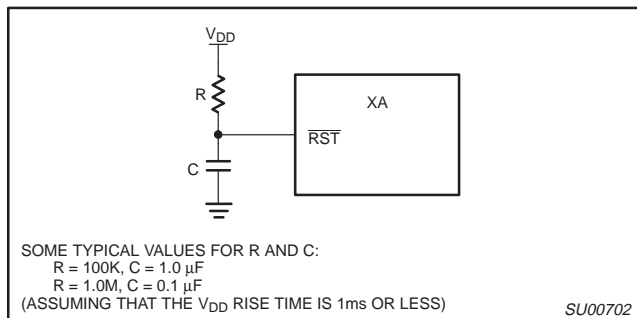 VDD
R
XA
RST
C
SOME TYPICAL VALUES FOR R AND C:
R = 100K, C = 1.0 μF
R = 1.0M, C = 0.1 μF
(ASSUMING THAT THE VDD RISE TIME IS 1ms OR LESS)
SU00702